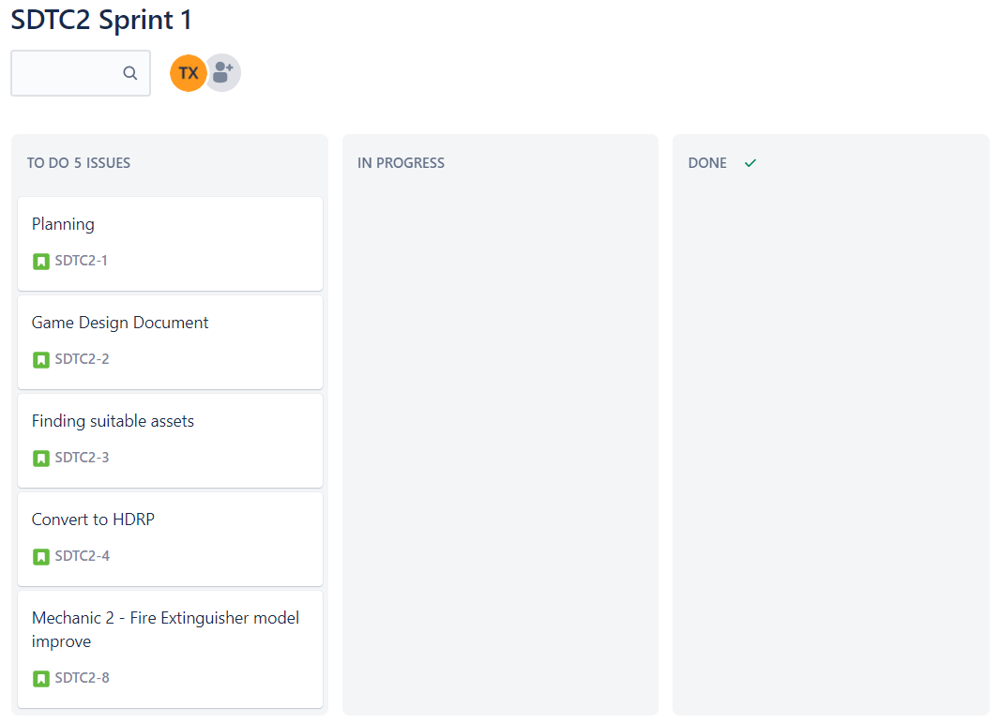 SDTC2 Sprint 1
TX
TO DO 5 ISSUES
IN PROGRESS
DONE
Planning
SDTC2-1
Game Design Document
SDTC2-2
Finding suitable assets
SDTC2-3
Convert to HDRP
SDTC2-4
Mechanic 2 - Fire Extinguisher model
improve
SDTC2-8